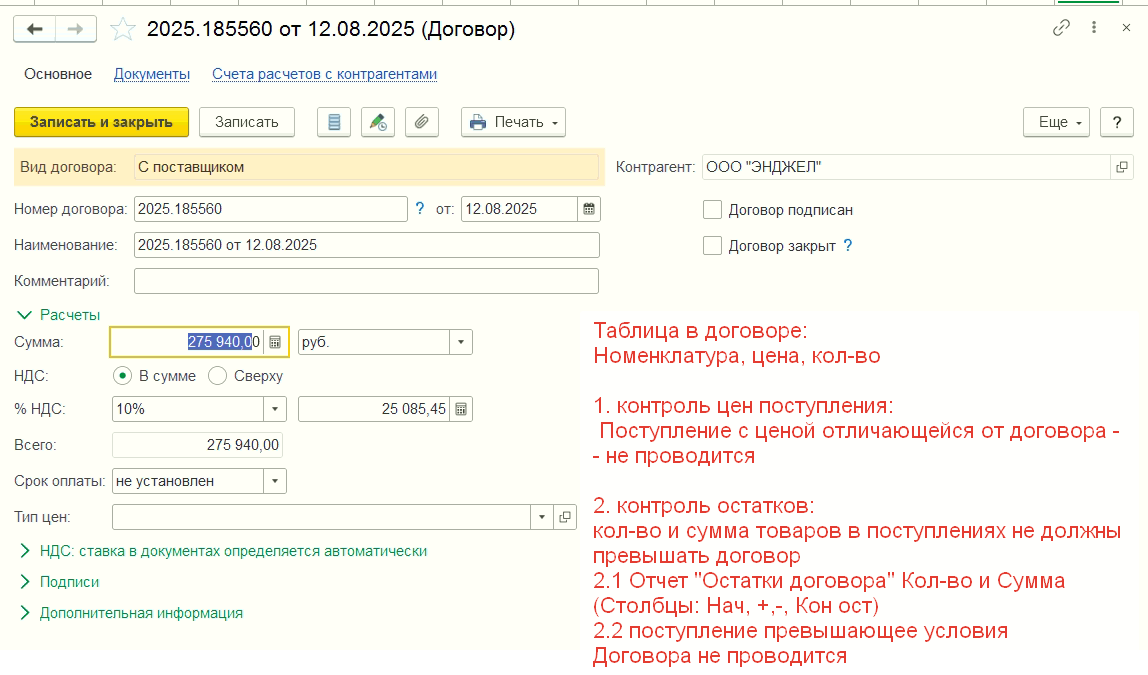 2025.185560 от 12.08.2025 (Договор)
Основное Документы Счета расчетов с контрагентами
Записать и закрыть Записать Печать Еще ?
Вид договора: С поставщиком Контрагент: ООО "ЭНДЖЕЛ"
Номер договора: 2025.185560 ? от: 12.08.2025 Договор подписан
Наименование: 2025.185560 от 12.08.2025 Договор закрыт ?
Комментарий:
Расчеты
Сумма: 275 940,00 руб.
НДС: В сумме Сверху
% НДС: 10% 25 085,45
Всего: 275 940,00
Срок оплаты: не установлен
Тип цен:
НДС: ставка в документах определяется автоматически
Подписи
Дополнительная информация
Таблица в договоре:
Номенклатура, цена, кол-во
1. контроль цен поступления:
Поступление с ценой отличающейся от договора -
- не проводится
2. контроль остатков:
кол-во и сумма товаров в поступлениях не должны
превышать договор
2.1 Отчет "Остатки договора" Кол-во и Сумма
(Столбцы: Нач, +,-, Кон ост)
2.2 поступление превышающее условия
Договора не проводится